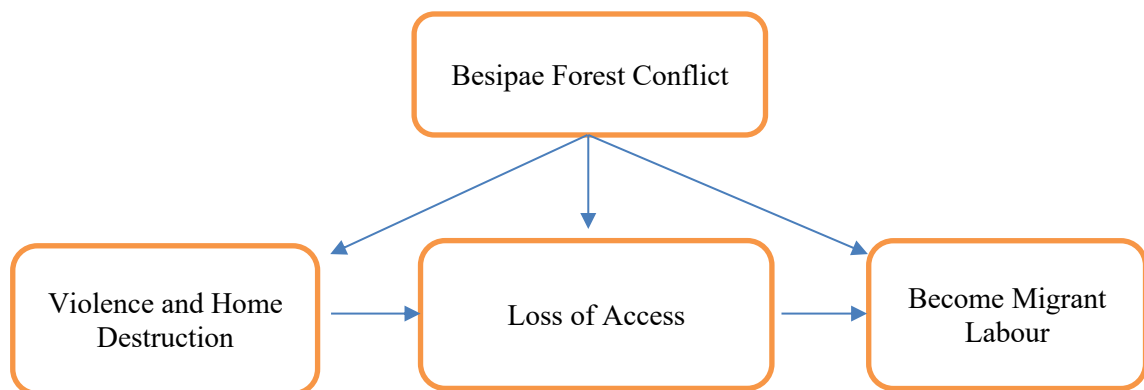 Besipae Forest Conflict
Violence and Home
Destruction
Loss of Access
Become Migrant
Labour